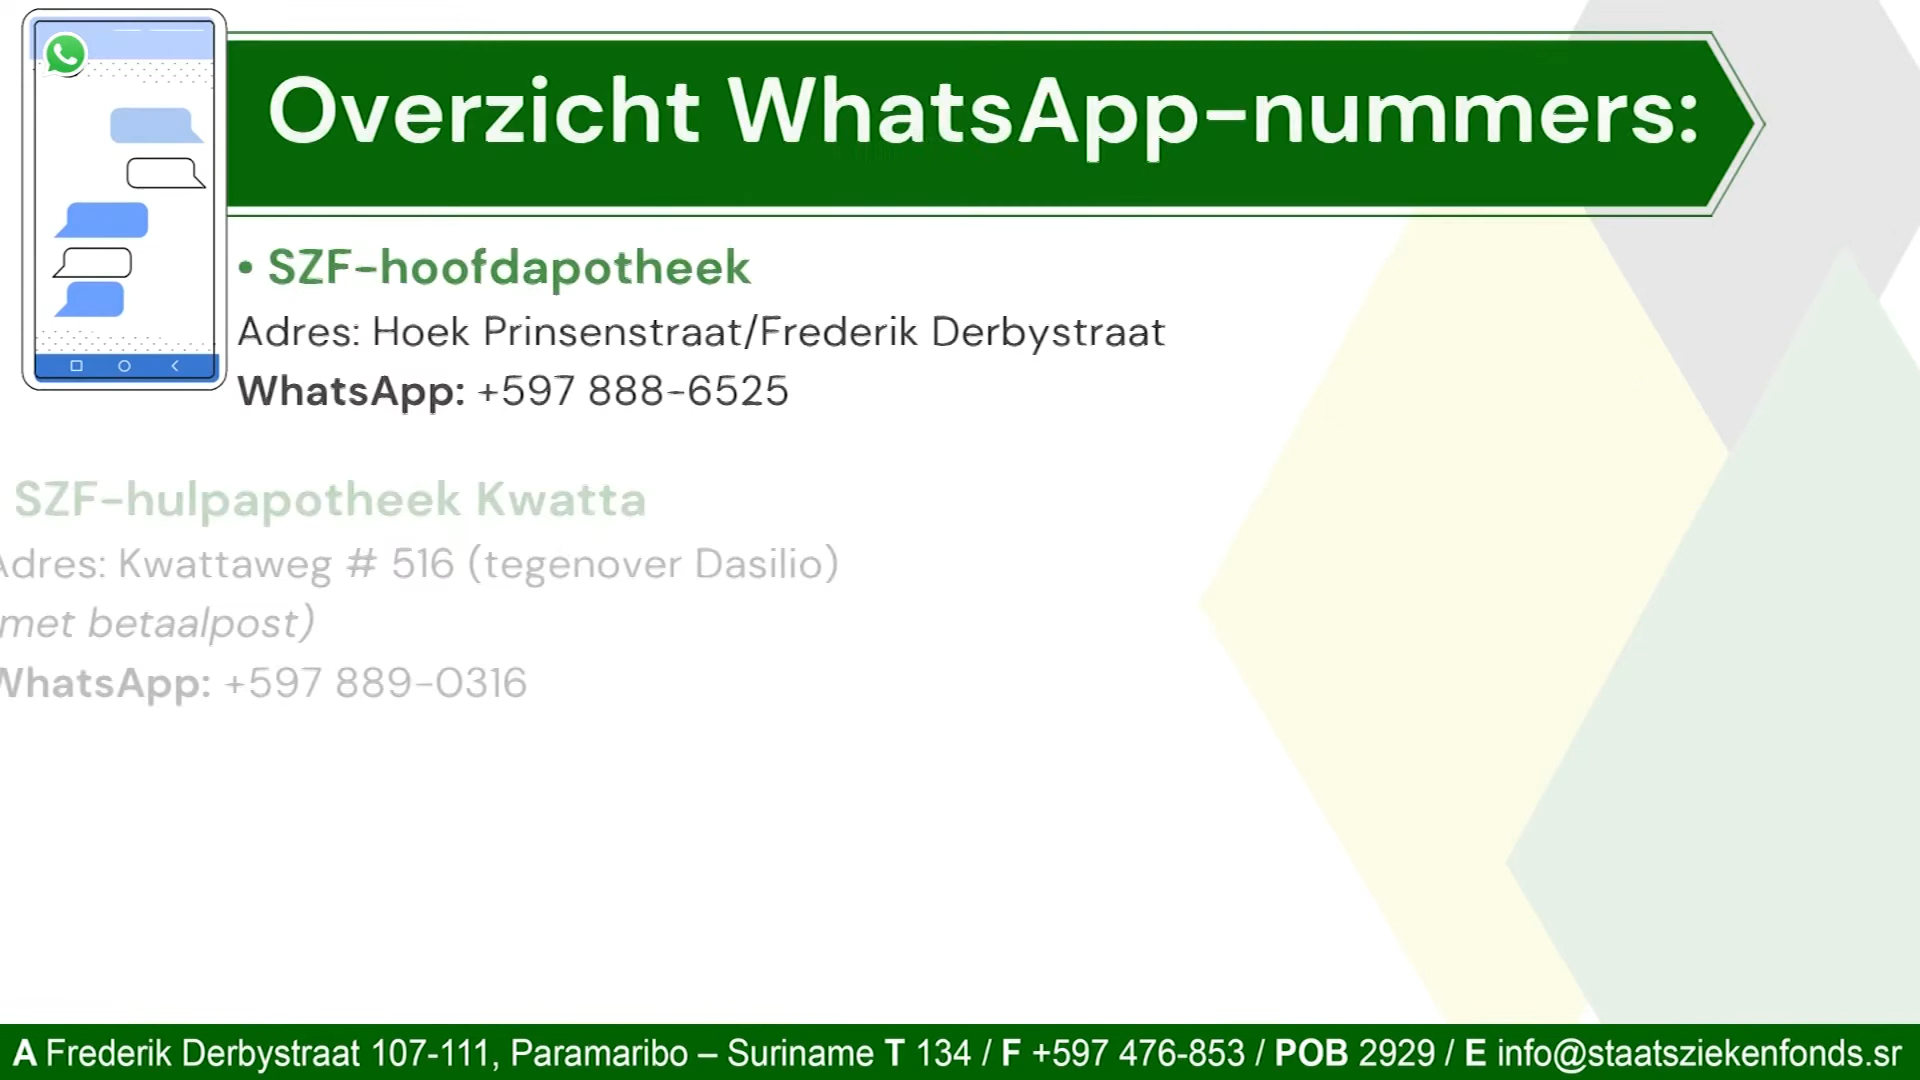 Overzicht WhatsApp-nummers:
• SZF-hoofdapotheek
Adres: Hoek Prinsenstraat/Frederik Derbystraat
WhatsApp: +597 888-6525
SZF-hulpapotheek Kwatta
Adres: Kwattaweg # 516 (tegenover Dasilio)
met betaalpost)
WhatsApp: +597 889-0316
A Frederik Derbystraat 107-111, Paramaribo – Suriname T 134 / F +597 476-853 / POB 2929 / E info@staatsziekenfonds.sr